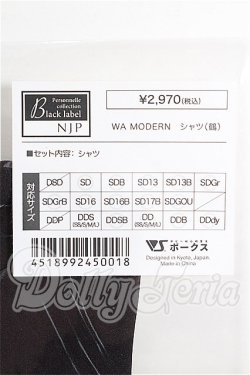 Personnelle
collection
Black label
NJP
¥2,970(税込)
WA MODERN シャツ(鶴)
■セット内容: シャツ
対応サイズ
DSD SD SDB SD13 SD13B SDGr
SDGrB SD16 SD16B SD17B SDGOU
DDP DDS (SS/S/M/L) DDSB DD (SS/S/M/L) DDB DDdy
ボークス
Designed in Kyoto, Japan.
Made in China
4518992450018
DollyTeria